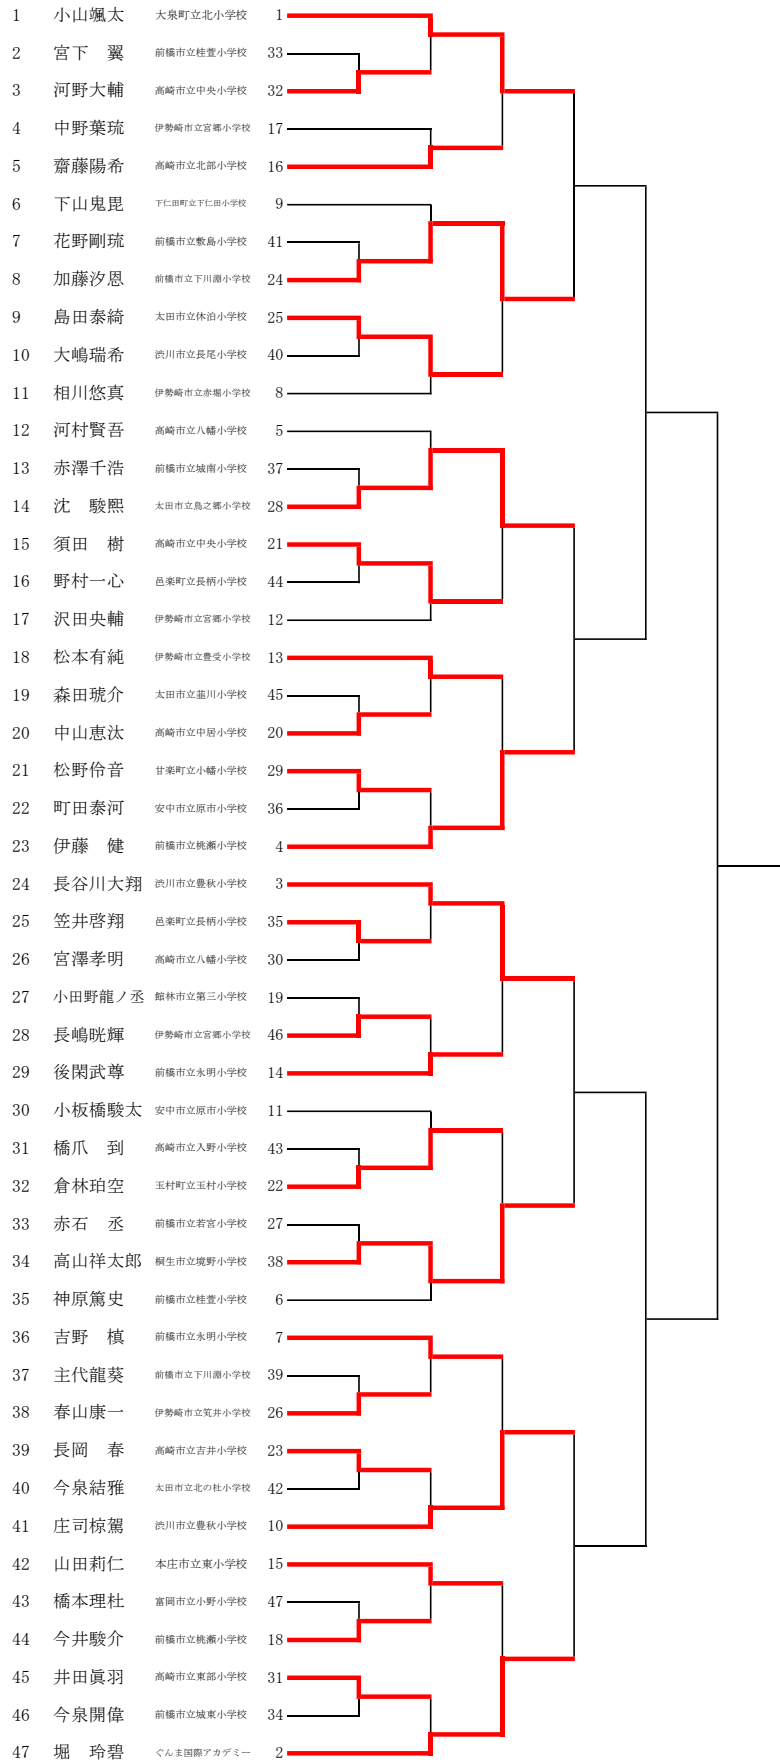 1 小山颯太 大泉町立北小学校 1
2 宮下 翼 前橋市立桂萱小学校 33
3 河野大輔 高崎市立中央小学校 32
4 中野葉琉 伊勢崎市立宮郷小学校 17
5 齋藤陽希 高崎市立北部小学校 16
6 下山鬼毘 下仁田町立下仁田小学校 9
7 花野剛琉 前橋市立敷島小学校 41
8 加藤汐恩 前橋市立下川淵小学校 24
9 島田泰綺 太田市立休泊小学校 25
10 大嶋瑞希 渋川市立長尾小学校 40
11 相川悠真 伊勢崎市立赤堀小学校 8
12 河村賢吾 高崎市立八幡小学校 5
13 赤澤千浩 前橋市立城南小学校 37
14 沈 駿熙 太田市立鳥之郷小学校 28
15 須田 樹 高崎市立中央小学校 21
16 野村一心 邑楽町立長柄小学校 44
17 沢田央輔 伊勢崎市立宮郷小学校 12
18 松本有純 伊勢崎市立豊受小学校 13
19 森田琥介 太田市立韮川小学校 45
20 中山恵汰 高崎市立中居小学校 20
21 松野伶音 甘楽町立小幡小学校 29
22 町田泰河 安中市立原市小学校 36
23 伊藤 健 前橋市立桃瀬小学校 4
24 長谷川大翔 渋川市立豊秋小学校 3
25 笠井啓翔 邑楽町立長柄小学校 35
26 宮澤孝明 高崎市立八幡小学校 30
27 小田野龍ノ丞 館林市立第三小学校 19
28 長嶋晄輝 伊勢崎市立宮郷小学校 46
29 後閑武尊 前橋市立永明小学校 14
30 小板橋駿太 安中市立原市小学校 11
31 橋爪 到 高崎市立入野小学校 43
32 倉林珀空 玉村町立玉村小学校 22
33 赤石 丞 前橋市立若宮小学校 27
34 高山祥太郎 桐生市立境野小学校 38
35 神原篤史 前橋市立桂萱小学校 6
36 吉野 槙 前橋市立永明小学校 7
37 主代龍葵 前橋市立下川淵小学校 39
38 春山康一 伊勢崎市立筑井小学校 26
39 長岡 春 高崎市立吉井小学校 23
40 今泉結雅 太田市立北の杜小学校 42
41 庄司椋駕 渋川市立豊秋小学校 10
42 山田莉仁 本庄市立東小学校 15
43 橋本理杜 富岡市立小野小学校 47
44 今井駿介 前橋市立桃瀬小学校 18
45 井田眞羽 高崎市立東部小学校 31
46 今泉開偉 前橋市立城東小学校 34
47 堀 玲碧 ぐんま国際アカデミー 2